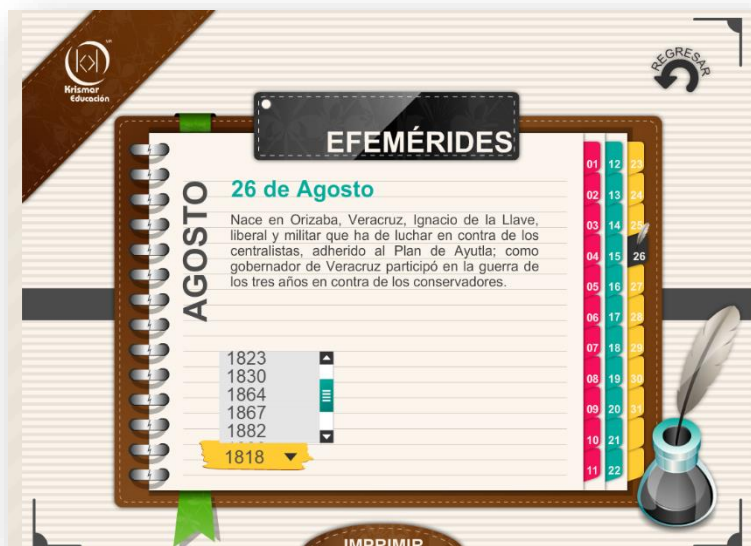 Krismar
Educación
REGRESAR
EFEMÉRIDES
AGOSTO
26 de Agosto
Nace en Orizaba, Veracruz, Ignacio de la Llave,
liberal y militar que ha de luchar en contra de los
centralistas, adherido al Plan de Ayutla; como
gobernador de Veracruz participó en la guerra de
los tres años en contra de los conservadores.
1823
1830
1864
1867
1882
1818
01 12 23
02 13 24
03 14 25
04 15 26
05 16 27
06 17 28
07 18 29
08 19 30
09 20 31
10 21
11 22
IMPRIMIR